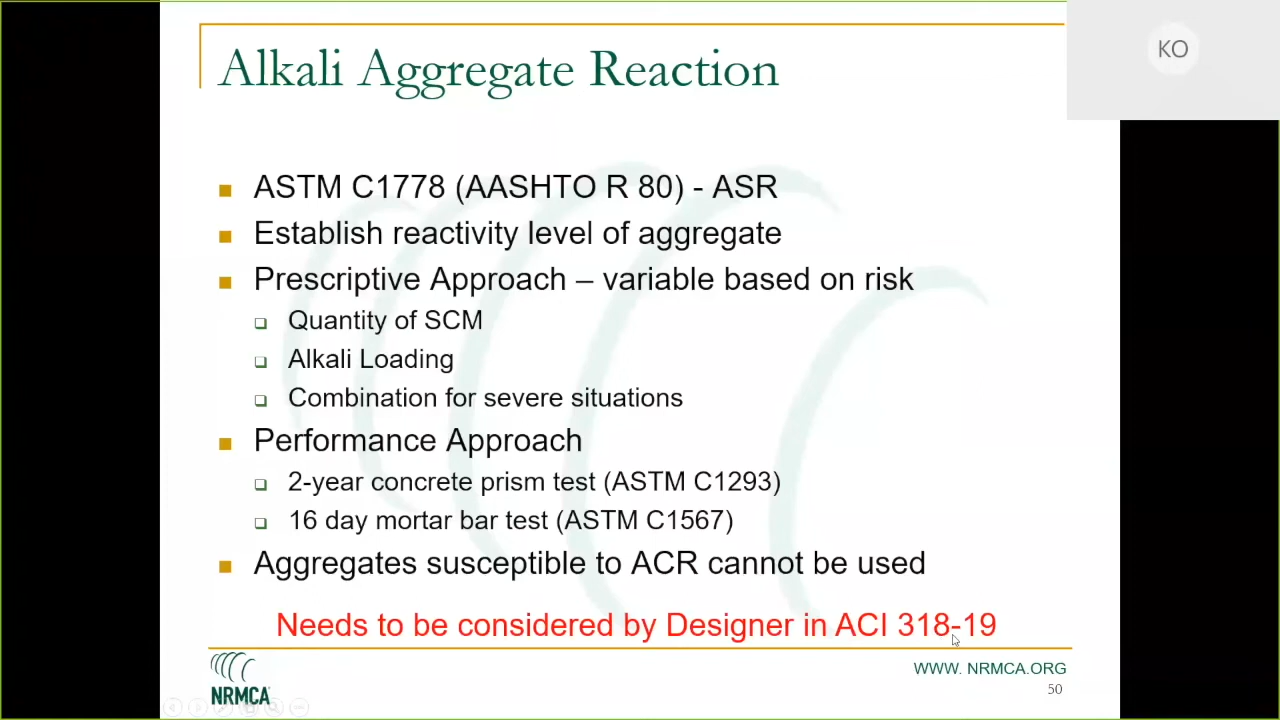 Alkali Aggregate Reaction
KO
ASTM C1778 (AASHTO R 80) - ASR
Establish reactivity level of aggregate
Prescriptive Approach – variable based on risk
Quantity of SCM
Alkali Loading
Combination for severe situations
Performance Approach
2-year concrete prism test (ASTM C1293)
16 day mortar bar test (ASTM C1567)
Aggregates susceptible to ACR cannot be used
Needs to be considered by Designer in ACI 318-19
NRMCA
WWW. NRMCA.ORG
50